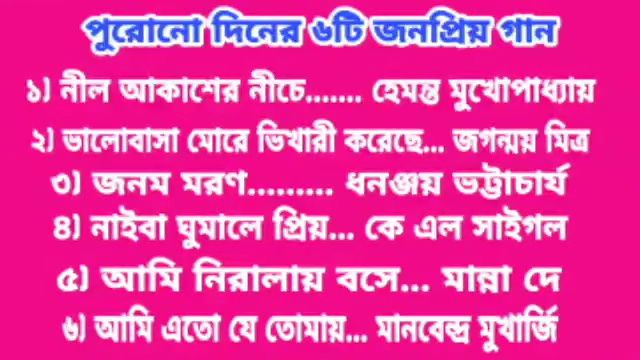 পুরোনো দিনের ৬টি জনপ্রিয় গান
১) নীল আকাশের নীচে....... হেমন্ত মুখোপাধ্যায়
২) ভালোবাসা মোরে ভিখারী করেছে... জগন্ময় মিত্র
৩) জনম মরণ......... ধনঞ্জয় ভট্টাচার্য
৪) নাইবা ঘুমালে প্রিয়... কে এল সাইগল
৫) আমি নিরালায় বসে... মান্না দে
৬) আমি এতো যে তোমায়... মানবেন্দ্র মুখার্জি